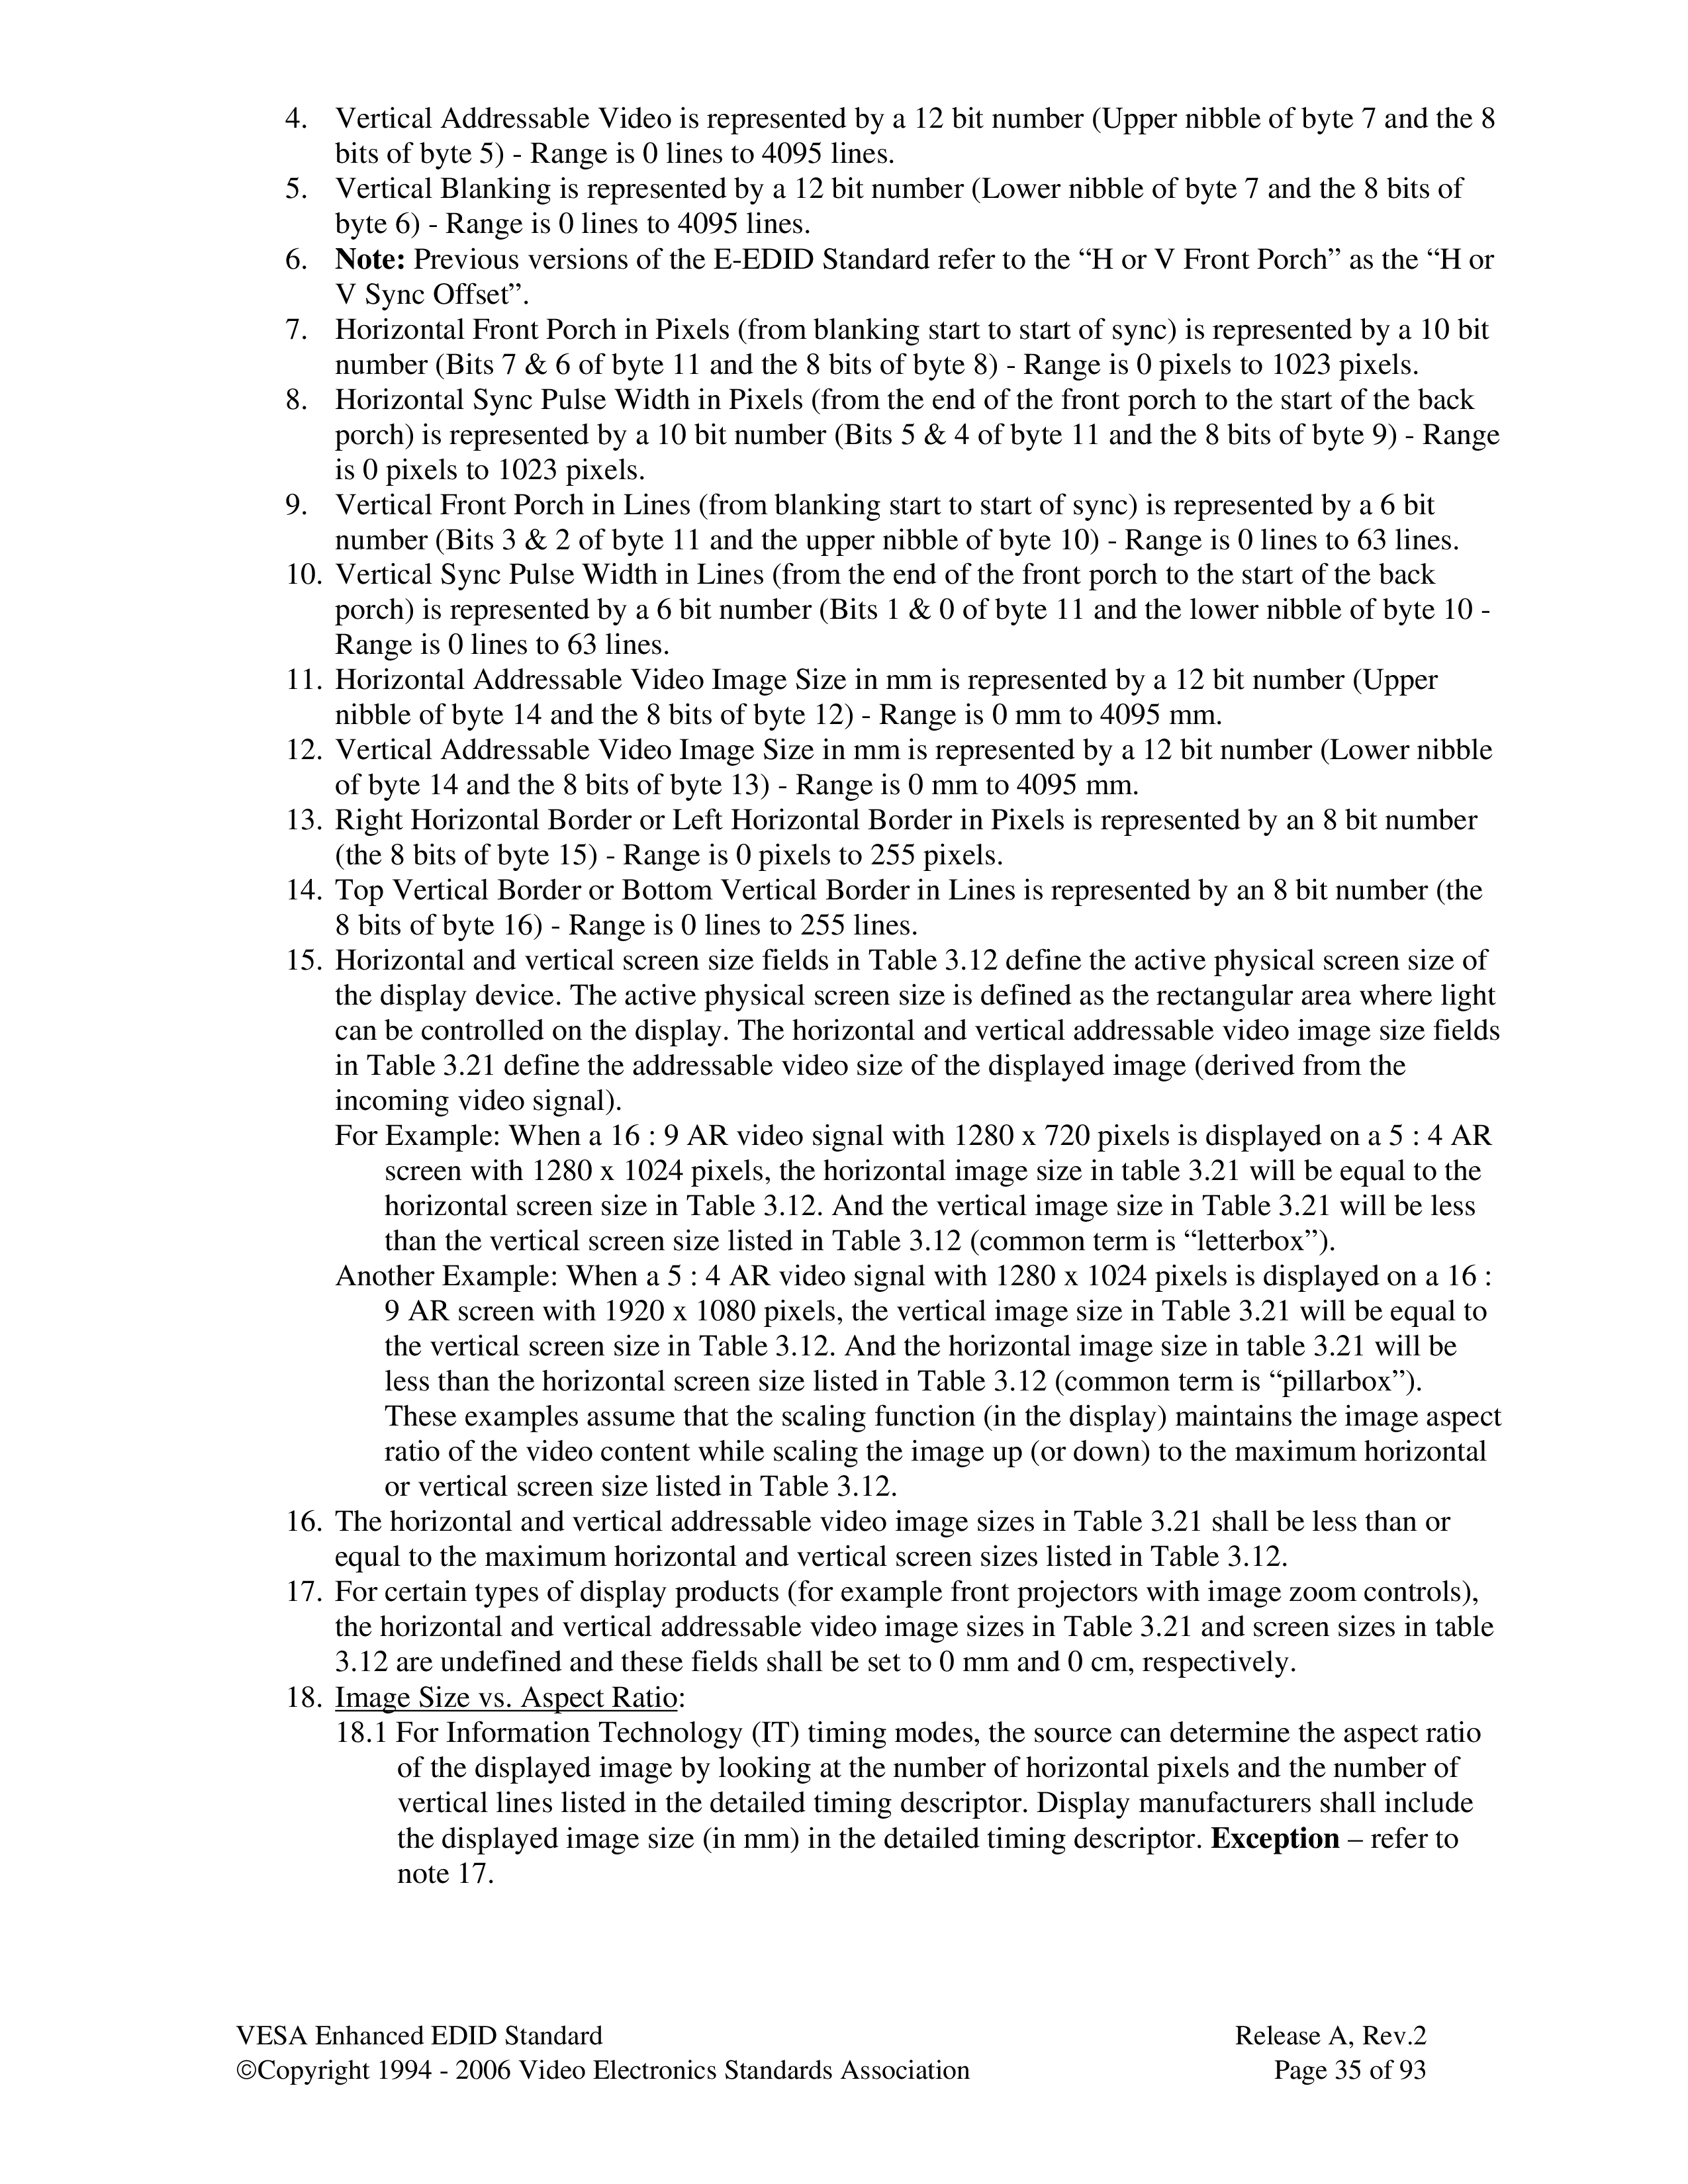 4. Vertical Addressable Video is represented by a 12 bit number (Upper nibble of byte 7 and the 8
bits of byte 5) - Range is 0 lines to 4095 lines.
5. Vertical Blanking is represented by a 12 bit number (Lower nibble of byte 7 and the 8 bits of
byte 6) - Range is 0 lines to 4095 lines.
6. Note: Previous versions of the E-EDID Standard refer to the “H or V Front Porch” as the “H or
V Sync Offset”.
7. Horizontal Front Porch in Pixels (from blanking start to start of sync) is represented by a 10 bit
number (Bits 7 & 6 of byte 11 and the 8 bits of byte 8) - Range is 0 pixels to 1023 pixels.
8. Horizontal Sync Pulse Width in Pixels (from the end of the front porch to the start of the back
porch) is represented by a 10 bit number (Bits 5 & 4 of byte 11 and the 8 bits of byte 9) - Range
is 0 pixels to 1023 pixels.
9. Vertical Front Porch in Lines (from blanking start to start of sync) is represented by a 6 bit
number (Bits 3 & 2 of byte 11 and the upper nibble of byte 10) - Range is 0 lines to 63 lines.
10. Vertical Sync Pulse Width in Lines (from the end of the front porch to the start of the back
porch) is represented by a 6 bit number (Bits 1 & 0 of byte 11 and the lower nibble of byte 10 -
Range is 0 lines to 63 lines.
11. Horizontal Addressable Video Image Size in mm is represented by a 12 bit number (Upper
nibble of byte 14 and the 8 bits of byte 12) - Range is 0 mm to 4095 mm.
12. Vertical Addressable Video Image Size in mm is represented by a 12 bit number (Lower nibble
of byte 14 and the 8 bits of byte 13) - Range is 0 mm to 4095 mm.
13. Right Horizontal Border or Left Horizontal Border in Pixels is represented by an 8 bit number
(the 8 bits of byte 15) - Range is 0 pixels to 255 pixels.
14. Top Vertical Border or Bottom Vertical Border in Lines is represented by an 8 bit number (the
8 bits of byte 16) - Range is 0 lines to 255 lines.
15. Horizontal and vertical screen size fields in Table 3.12 define the active physical screen size of
the display device. The active physical screen size is defined as the rectangular area where light
can be controlled on the display. The horizontal and vertical addressable video image size fields
in Table 3.21 define the addressable video size of the displayed image (derived from the
incoming video signal).
For Example: When a 16 : 9 AR video signal with 1280 x 720 pixels is displayed on a 5 : 4 AR
screen with 1280 x 1024 pixels, the horizontal image size in table 3.21 will be equal to the
horizontal screen size in Table 3.12. And the vertical image size in Table 3.21 will be less
than the vertical screen size listed in Table 3.12 (common term is “letterbox”).
Another Example: When a 5 : 4 AR video signal with 1280 x 1024 pixels is displayed on a 16 :
9 AR screen with 1920 x 1080 pixels, the vertical image size in Table 3.21 will be equal to
the vertical screen size in Table 3.12. And the horizontal image size in table 3.21 will be
less than the horizontal screen size listed in Table 3.12 (common term is “pillarbox”).
These examples assume that the scaling function (in the display) maintains the image aspect
ratio of the video content while scaling the image up (or down) to the maximum horizontal
or vertical screen size listed in Table 3.12.
16. The horizontal and vertical addressable video image sizes in Table 3.21 shall be less than or
equal to the maximum horizontal and vertical screen sizes listed in Table 3.12.
17. For certain types of display products (for example front projectors with image zoom controls),
the horizontal and vertical addressable video image sizes in Table 3.21 and screen sizes in table
3.12 are undefined and these fields shall be set to 0 mm and 0 cm, respectively.
18. Image Size vs. Aspect Ratio:
18.1 For Information Technology (IT) timing modes, the source can determine the aspect ratio
of the displayed image by looking at the number of horizontal pixels and the number of
vertical lines listed in the detailed timing descriptor. Display manufacturers shall include
the displayed image size (in mm) in the detailed timing descriptor. Exception – refer to
note 17.
VESA Enhanced EDID Standard Release A, Rev.2
©Copyright 1994 - 2006 Video Electronics Standards Association Page 35 of 93